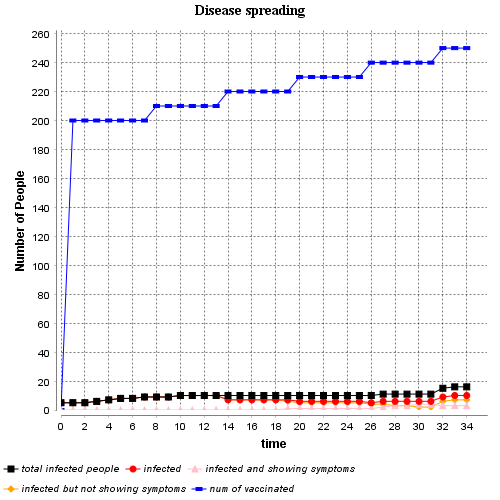 Disease spreading
260
240
220
200
180
160
140
120
100
80
60
40
20
0
Number of People
0 2 4 6 8 10 12 14 16 18 20 22 24 26 28 30 32 34
time
total infected people infected infected and showing symptoms
infected but not showing symptoms num of vaccinated